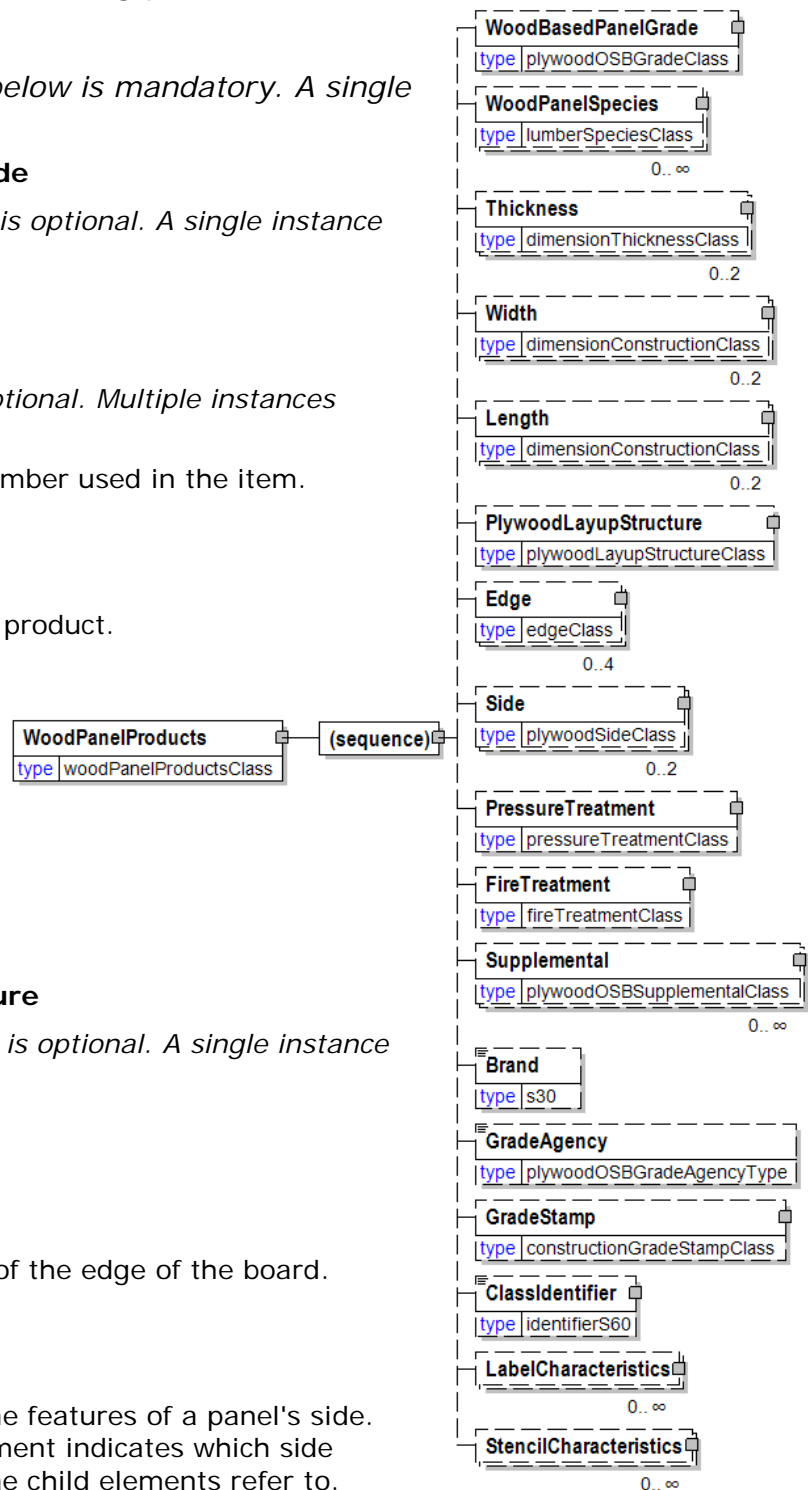 below is mandatory. A single
de
is optional. A single instance
optional. Multiple instances
mber used in the item.
product.
ure
is optional. A single instance
of the edge of the board.
e features of a panel's side.
ment indicates which side
e child elements refer to.
WoodPanelProducts
type woodPanelProductsClass
(sequence)
WoodBasedPanelGrade
type plywoodOSBGradeClass
WoodPanelSpecies
type lumberSpeciesClass
0.. ∞
Thickness
type dimensionThicknessClass
0..2
Width
type dimensionConstructionClass
0..2
Length
type dimensionConstructionClass
0..2
PlywoodLayupStructure
type plywoodLayupStructureClass
Edge
type edgeClass
0..4
Side
type plywoodSideClass
0..2
PressureTreatment
type pressureTreatmentClass
FireTreatment
type fireTreatmentClass
Supplemental
type plywoodOSBSupplementalClass
0.. ∞
Brand
type s30
GradeAgency
type plywoodOSBGradeAgencyType
GradeStamp
type constructionGradeStampClass
ClassIdentifier
type identifierS60
LabelCharacteristics
0.. ∞
StencilCharacteristics
0.. ∞